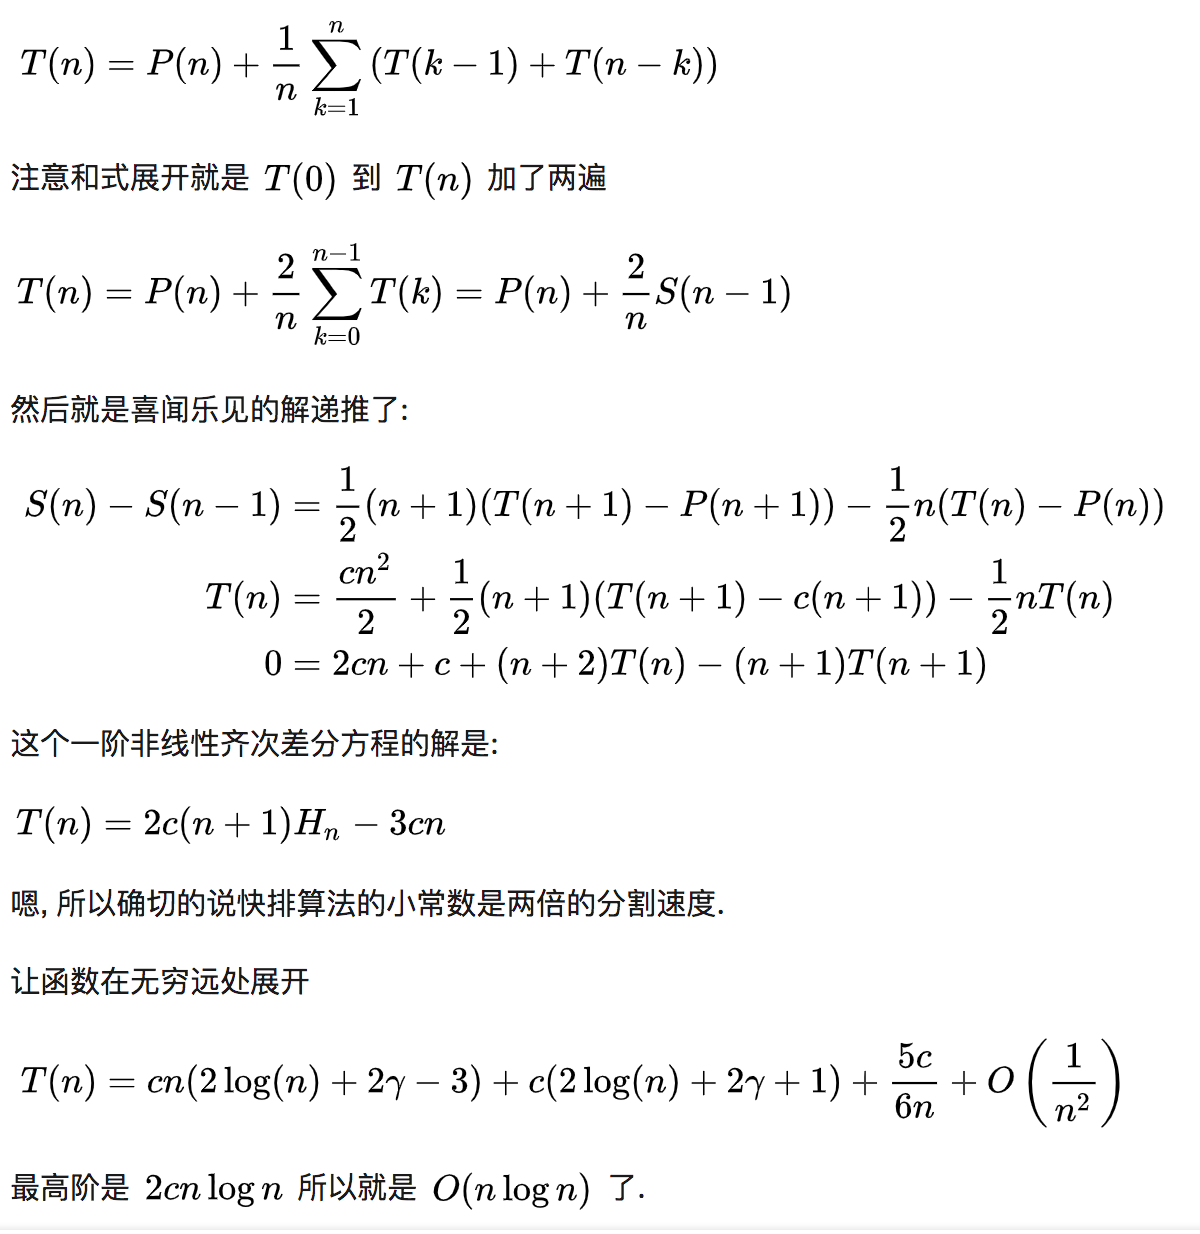 T(n) = P(n) + \frac{1}{n} \sum_{k=1}^{n} (T(k − 1) + T(n − k))
注意和式展开就是 T(0) 到 T(n) 加了两遍
T(n) = P(n) + \frac{2}{n} \sum_{k=0}^{n−1} T(k) = P(n) + \frac{2}{n} S(n − 1)
然后就是喜闻乐见的解递推了:
S(n) − S(n − 1) = \frac{1}{2}(n + 1)(T(n + 1) − P(n + 1)) − \frac{1}{2}n(T(n) − P(n))
T(n) = \frac{cn^2}{2} + \frac{1}{2}(n + 1)(T(n + 1) − c(n + 1)) − \frac{1}{2}nT(n)
0 = 2cn + c + (n + 2)T(n) − (n + 1)T(n + 1)
这个一阶非线性齐次差分方程的解是:
T(n) = 2c(n + 1)H_n − 3cn
嗯, 所以确切的说快排算法的小常数是两倍的分割速度.
让函数在无穷远处展开
T(n) = cn(2 log(n) + 2γ − 3) + c(2 log(n) + 2γ + 1) + \frac{5c}{6n} + O\left(\frac{1}{n^2}\right)
最高阶是 2cn log n 所以就是 O(n log n) 了.